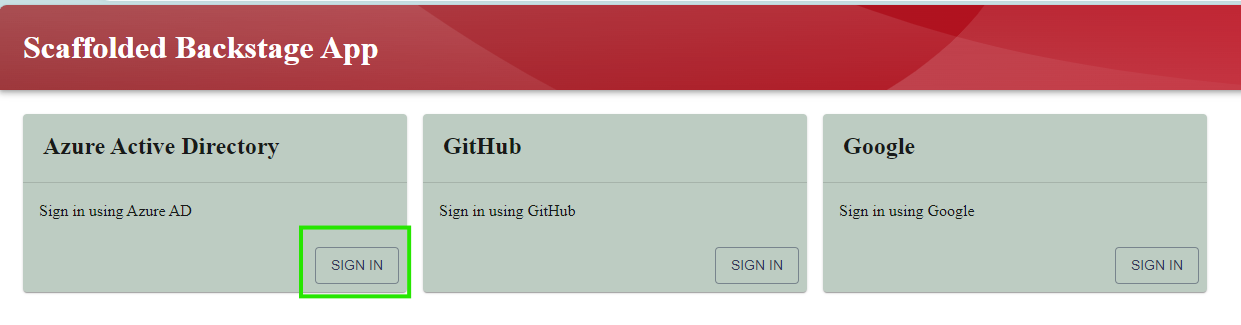 Scaffolded Backstage App
Azure Active Directory
Sign in using Azure AD
SIGN IN
GitHub
Sign in using GitHub
SIGN IN
Google
Sign in using Google
SIGN IN